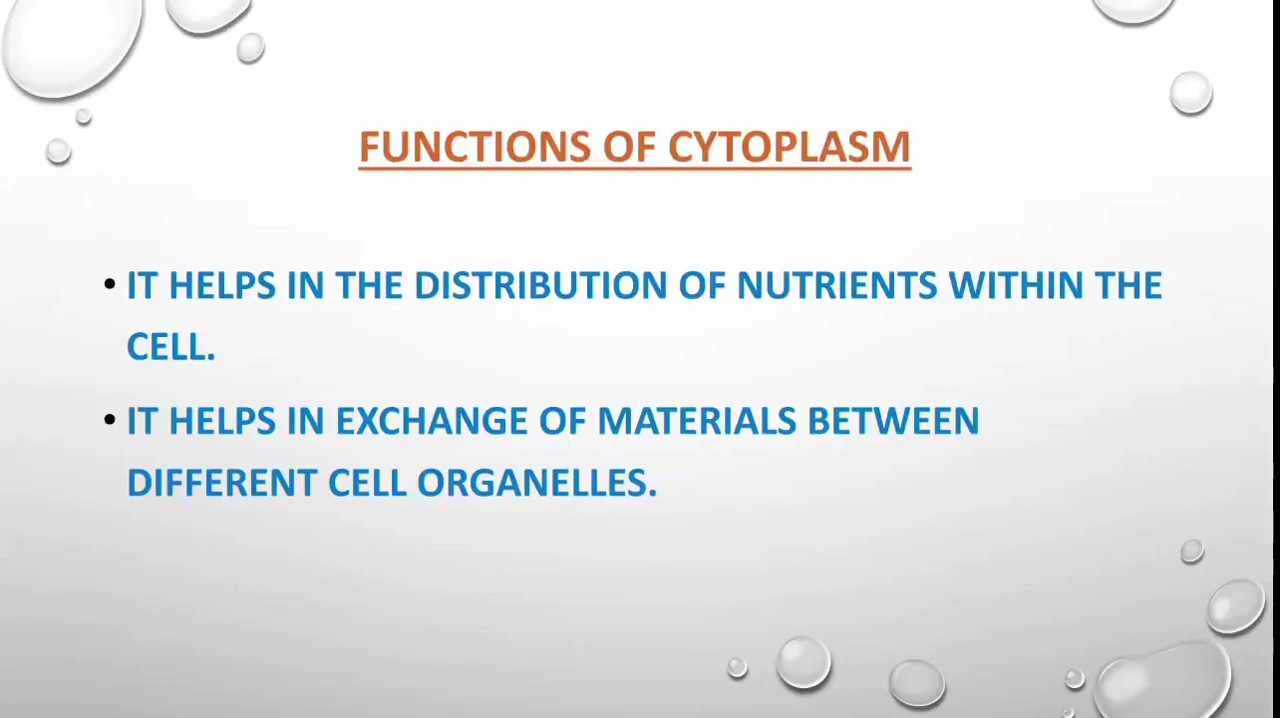 FUNCTIONS OF CYTOPLASM
• IT HELPS IN THE DISTRIBUTION OF NUTRIENTS WITHIN THE
CELL.
• IT HELPS IN EXCHANGE OF MATERIALS BETWEEN
DIFFERENT CELL ORGANELLES.